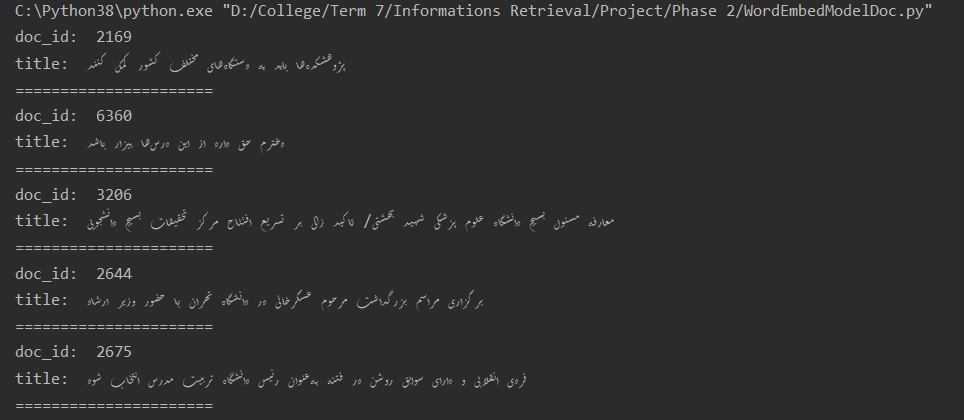 C:\Python38\python.exe "D:/College/Term 7/Informations Retrieval/Project/Phase 2/WordEmbedModelDoc.py"
doc_id:  2169
title:  پژوهشکده‌ها باید به دستگاه‌های مختلف کشور کمک کنند
======================
doc_id:  6360
title:  دخترم حق دارد از این درس‌ها بیزار باشد
======================
doc_id:  3206
title:  معارفه مسئول بسیج دانشگاه علوم پزشکی شهید بهشتی/ تاکید زالی بر تسریع افتتاح مرکز تحقیقات بسیج دانشجویی
======================
doc_id:  2644
title:  برگزاری مراسم بزرگداشت مرحوم عسگرخانی در دانشگاه تهران با حضور وزیر ارشاد
======================
doc_id:  2675
title:  فردی انقلابی و دارای سوابق روشن در فتنه به‌عنوان رئیس دانشگاه تربیت مدرس انتخاب شود
======================